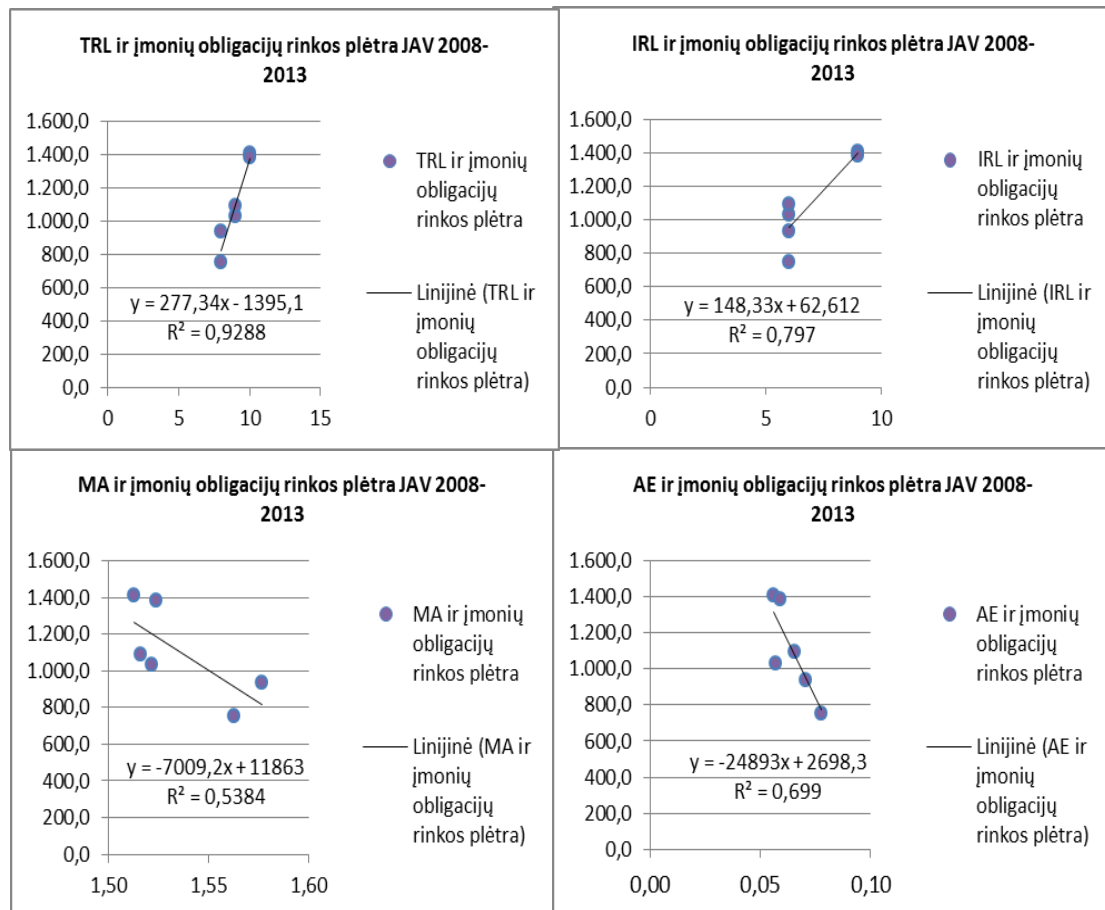 TRL ir įmonių obligacijų rinkos plėtra JAV 2008-
2013
1.600,0
1.400,0
1.200,0
1.000,0
800,0
600,0
400,0
200,0
0,0
0
5
10
15
y = 277,34x - 1395,1
R² = 0,9288
TRL ir įmonių
obligacijų
rinkos plėtra
Linijinė (TRL ir
įmonių
obligacijų
rinkos plėtra)
IRL ir įmonių obligacijų rinkos plėtra JAV 2008-
2013
1.600,0
1.400,0
1.200,0
1.000,0
800,0
600,0
400,0
200,0
0,0
0
5
10
y = 148,33x + 62,612
R² = 0,797
IRL ir įmonių
obligacijų
rinkos plėtra
Linijinė (IRL ir
įmonių
obligacijų
rinkos plėtra)
MA ir įmonių obligacijų rinkos plėtra JAV 2008-
2013
1.600,0
1.400,0
1.200,0
1.000,0
800,0
600,0
400,0
200,0
0,0
1,50
1,55
1,60
y = -7009,2x + 11863
R² = 0,5384
MA ir įmonių
obligacijų
rinkos plėtra
Linijinė (MA ir
įmonių
obligacijų
rinkos plėtra)
AE ir įmonių obligacijų rinkos plėtra JAV 2008-
2013
1.600,0
1.400,0
1.200,0
1.000,0
800,0
600,0
400,0
200,0
0,0
0,00
0,05
0,10
y = -24893x + 2698,3
R² = 0,699
AE ir įmonių
obligacijų
rinkos plėtra
Linijinė (AE ir
įmonių
obligacijų
rinkos plėtra)